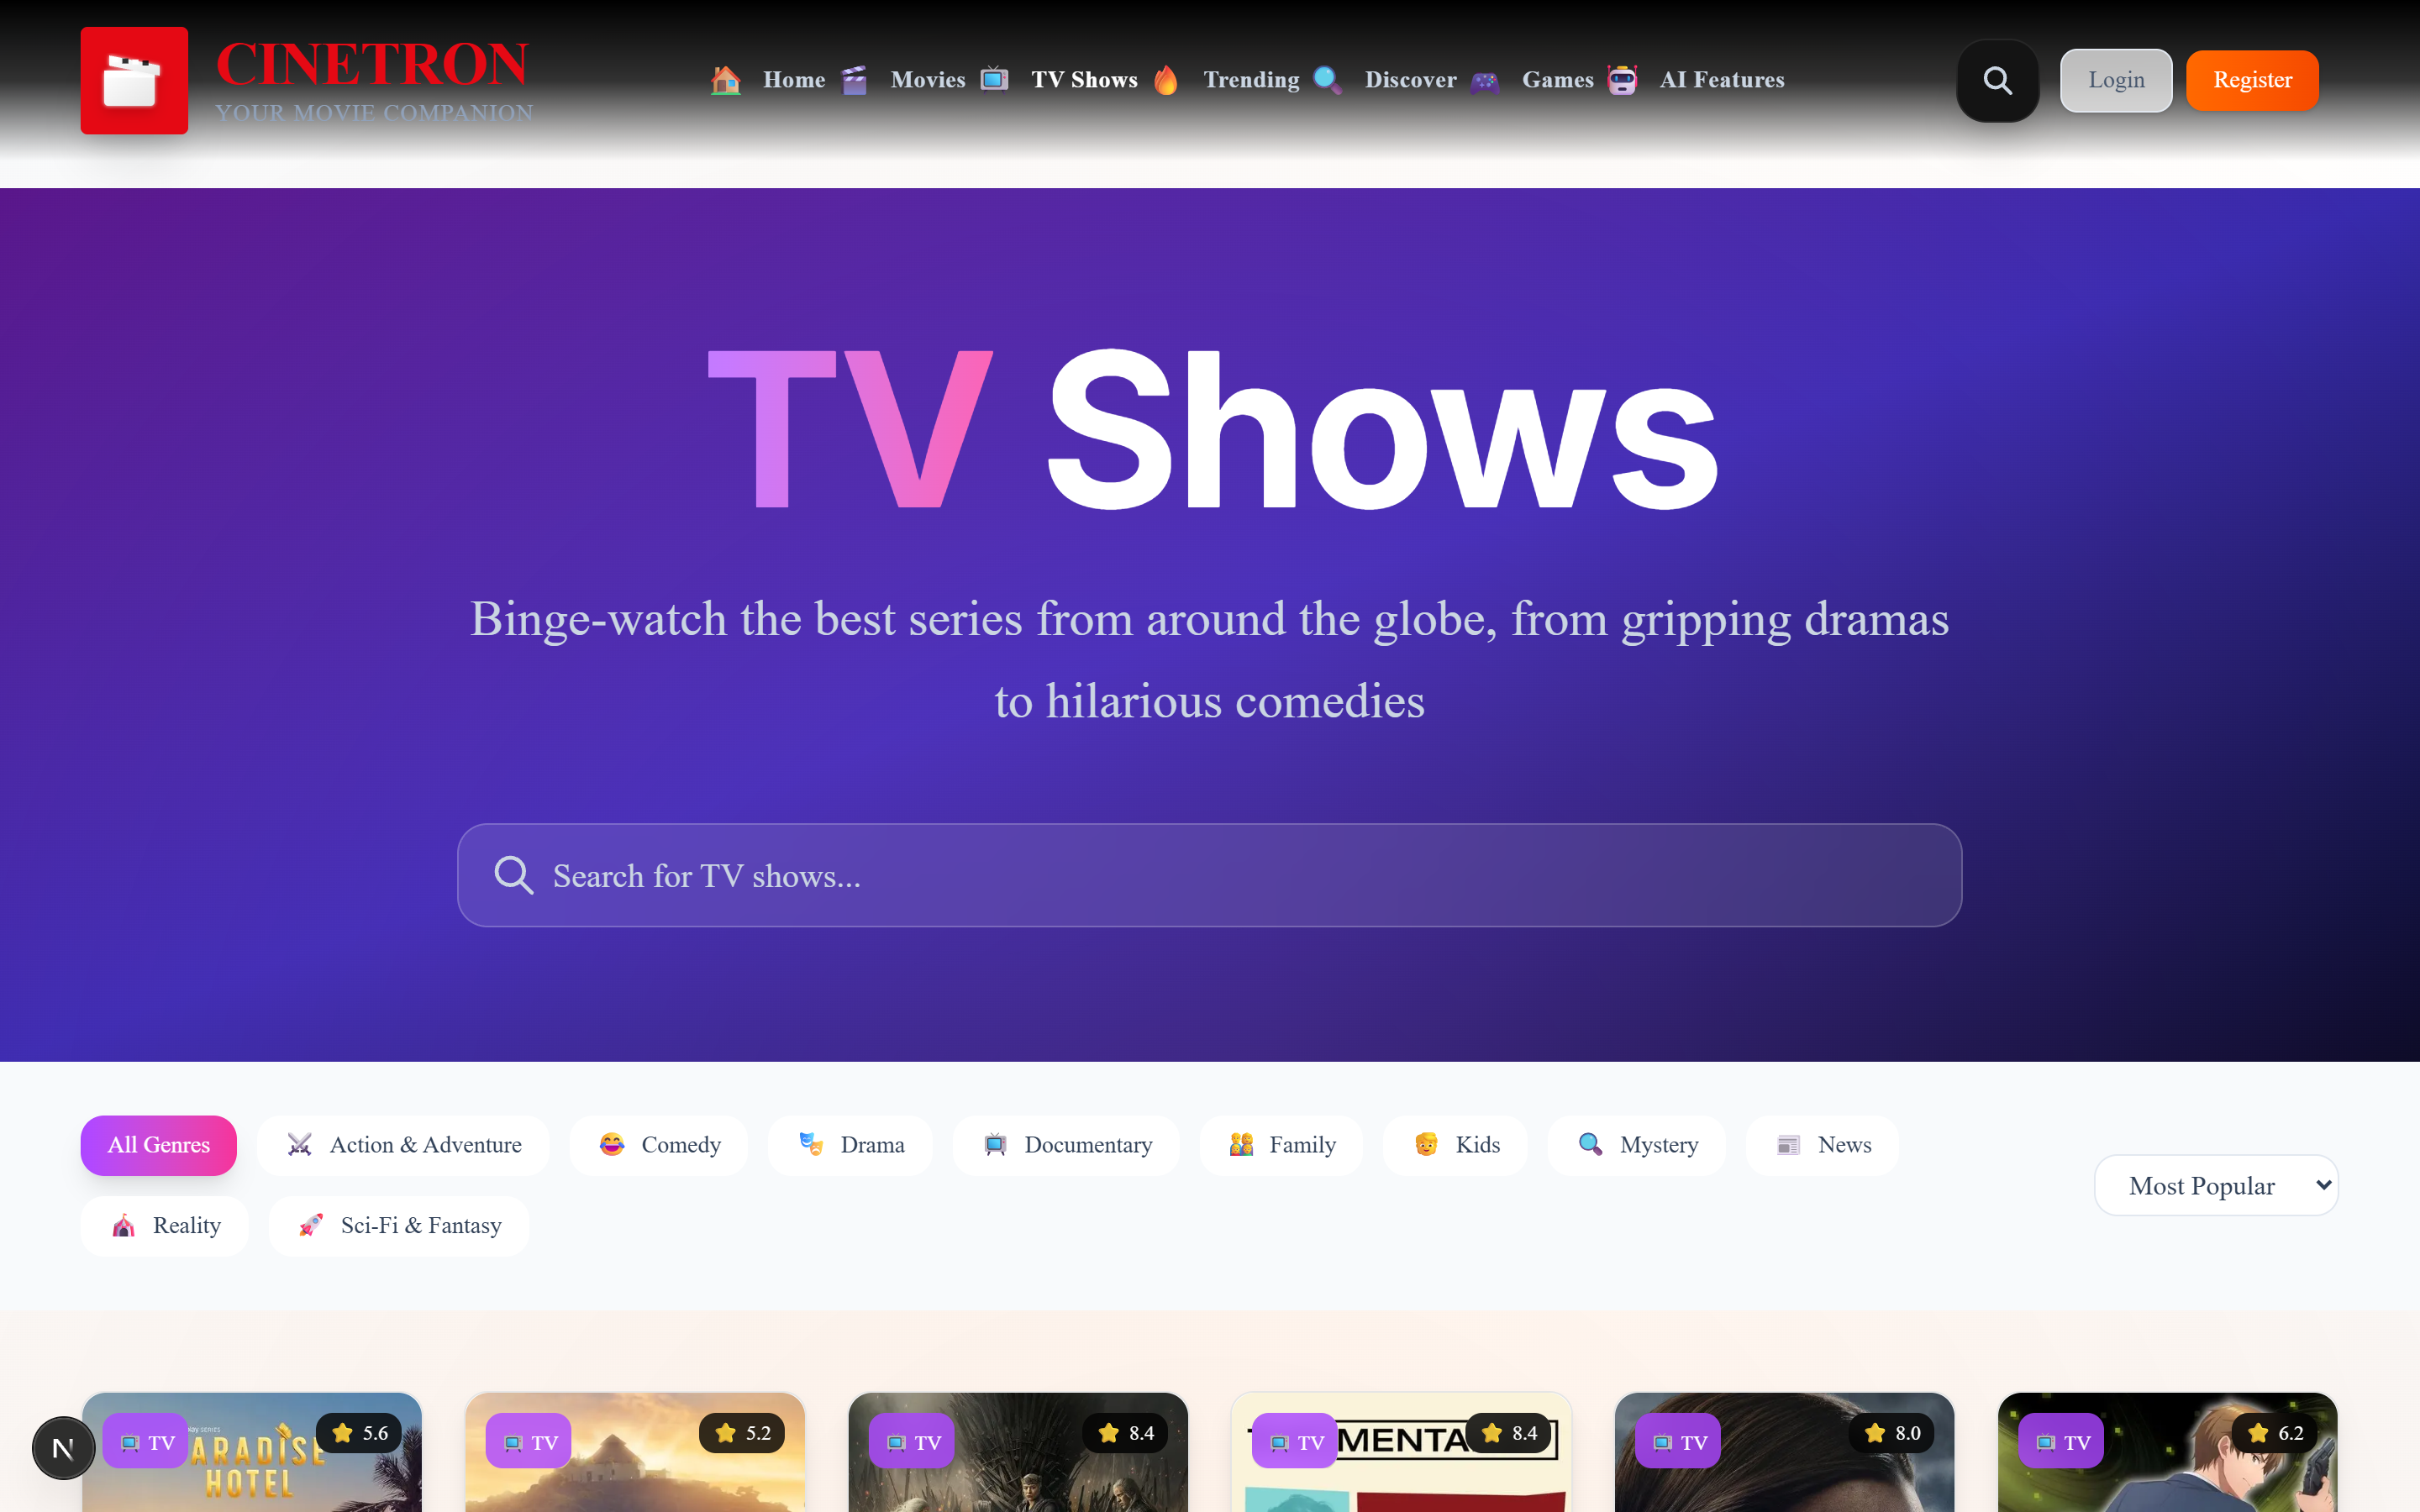 CINETRON
YOUR MOVIE COMPANION
Home Movies TV Shows Trending Discover Games AI Features
Login Register
TV Shows
Binge-watch the best series from around the globe, from gripping dramas
to hilarious comedies
Search for TV shows...
All Genres Action & Adventure Comedy Drama Documentary Family Kids Mystery News
Most Popular
Reality Sci-Fi & Fantasy
TV 5.6
TV 5.2
TV 8.4
TV 8.4
TV 8.0
TV 6.2
ARADISE
HOTEL
MENTA
N